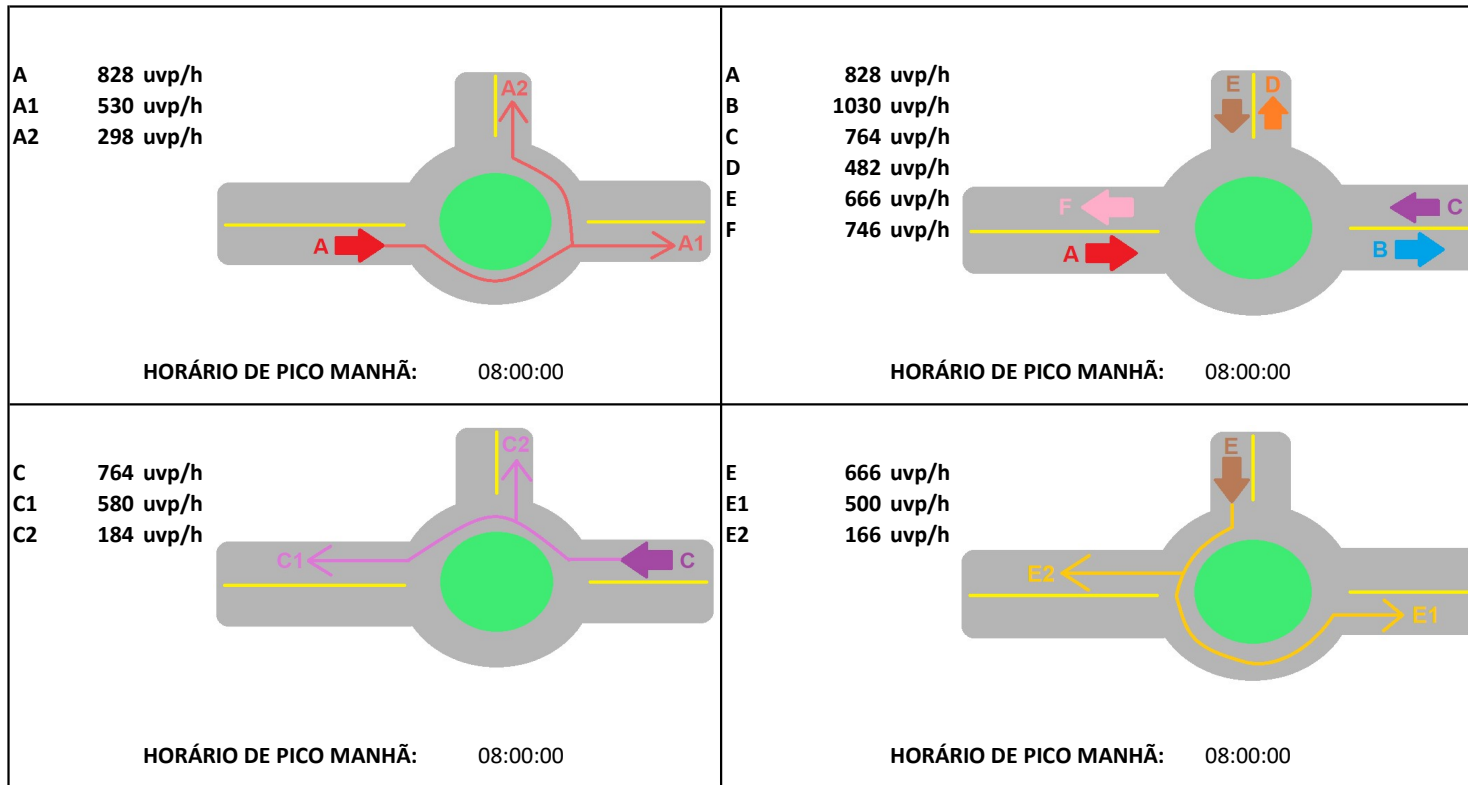 A 828 uvp/h
A1 530 uvp/h
A2 298 uvp/h
A2
A
A1
HORÁRIO DE PICO MANHÃ: 08:00:00
A 828 uvp/h
B 1030 uvp/h
C 764 uvp/h
D 482 uvp/h
E 666 uvp/h
F 746 uvp/h
E D
F C
A B
HORÁRIO DE PICO MANHÃ: 08:00:00
C 764 uvp/h
C1 580 uvp/h
C2 184 uvp/h
C2
C1 C
HORÁRIO DE PICO MANHÃ: 08:00:00
E 666 uvp/h
E1 500 uvp/h
E2 166 uvp/h
E
E2
E1
HORÁRIO DE PICO MANHÃ: 08:00:00